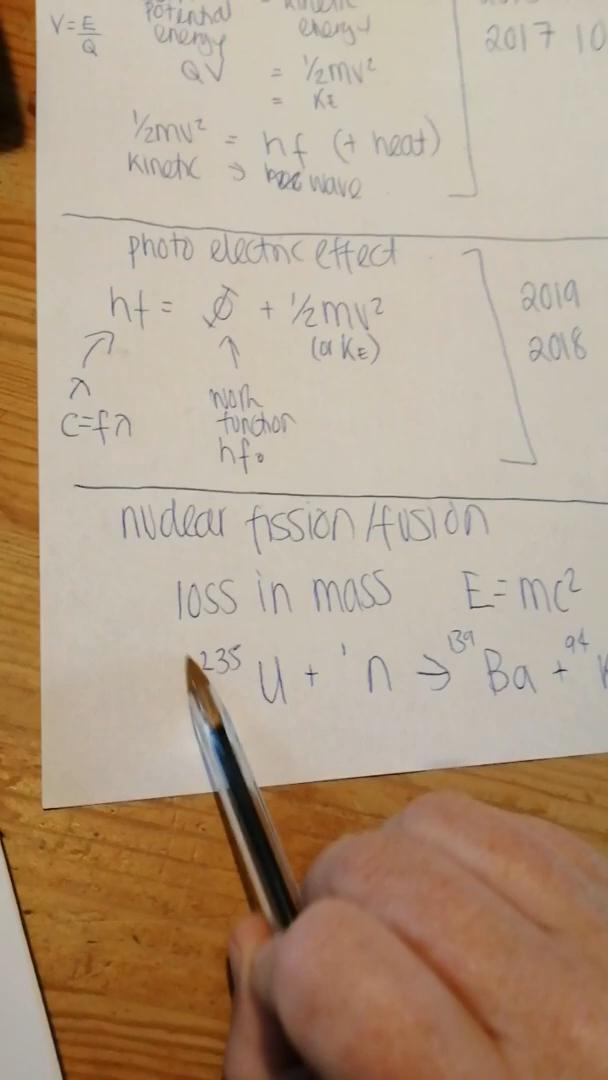 potential kinetic
V=E/Q energy energy 2017 10
QV = ½mv²
= KE
½mv² = hf (+ heat)
kinetic → wave
photo electric effect
hf = Ø + ½mv² 2019
(or KE) 2018
λ work
c=fλ function
hf₀
nuclear fission/fusion
loss in mass E=mc²
²³⁵U + ¹n → ¹³⁹Ba + ⁹⁴